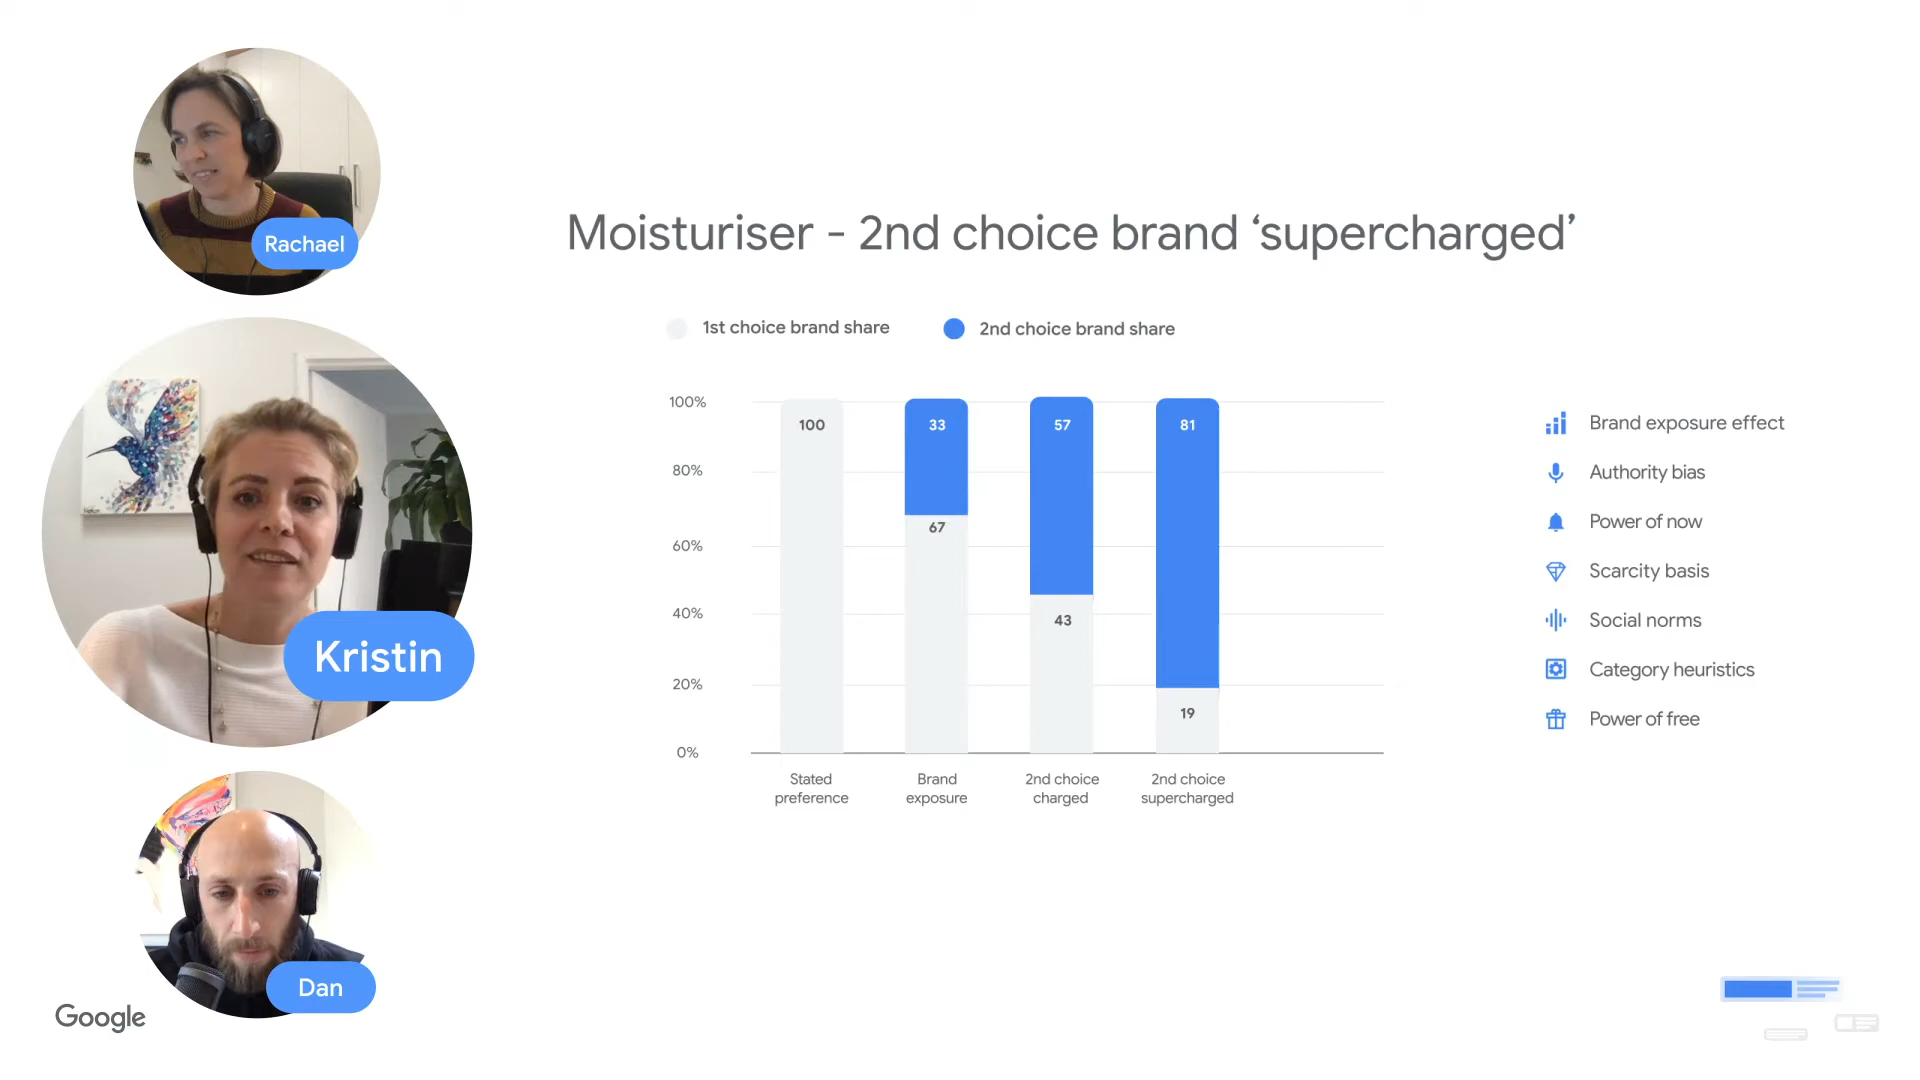 Rachael
Kristin
Dan
Google
Moisturiser - 2nd choice brand ‘supercharged’
1st choice brand share
2nd choice brand share
100%
80%
60%
40%
20%
0%
100
33
67
57
43
81
19
Stated
preference
Brand
exposure
2nd choice
charged
2nd choice
supercharged
Brand exposure effect
Authority bias
Power of now
Scarcity basis
Social norms
Category heuristics
Power of free